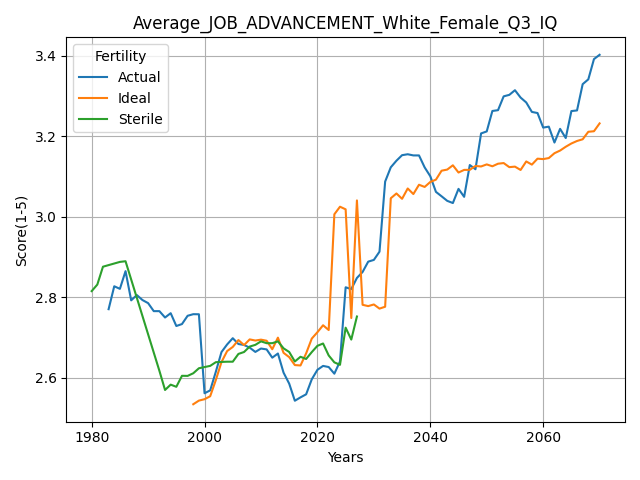 Average_JOB_ADVANCEMENT_White_Female_Q3_IQ
Fertility
Actual
Ideal
Sterile
Score(1-5)
3.4
3.2
3.0
2.8
2.6
1980 2000 2020 2040 2060
Years